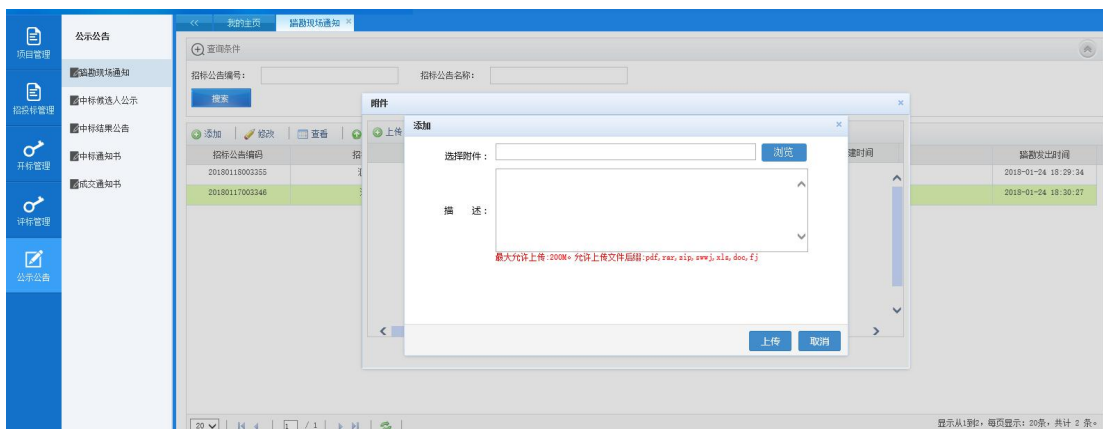 << 我的主页 踏勘现场通知 ×
项目管理
招投标管理
开标管理
评标管理
公示公告
公示公告
踏勘现场通知
中标候选人公示
中标结果公告
中标通知书
成交通知书
查询条件
招标公告编号: 招标公告名称:
搜索
添加 修改 查看
招标公告编码 招 建时间 踏勘发出时间
20180118003355 2018-01-24 18:29:34
20180117003346 2018-01-24 18:30:27
附件 ×
上传
添加 ×
选择附件: 浏览
描 述:
最大允许上传:200M。允许上传文件后缀:pdf,rar,zip,zwwj,xls,doc,fj
上传 取消
20 1 / 1
显示从1到2,每页显示:20条,共计 2 条。